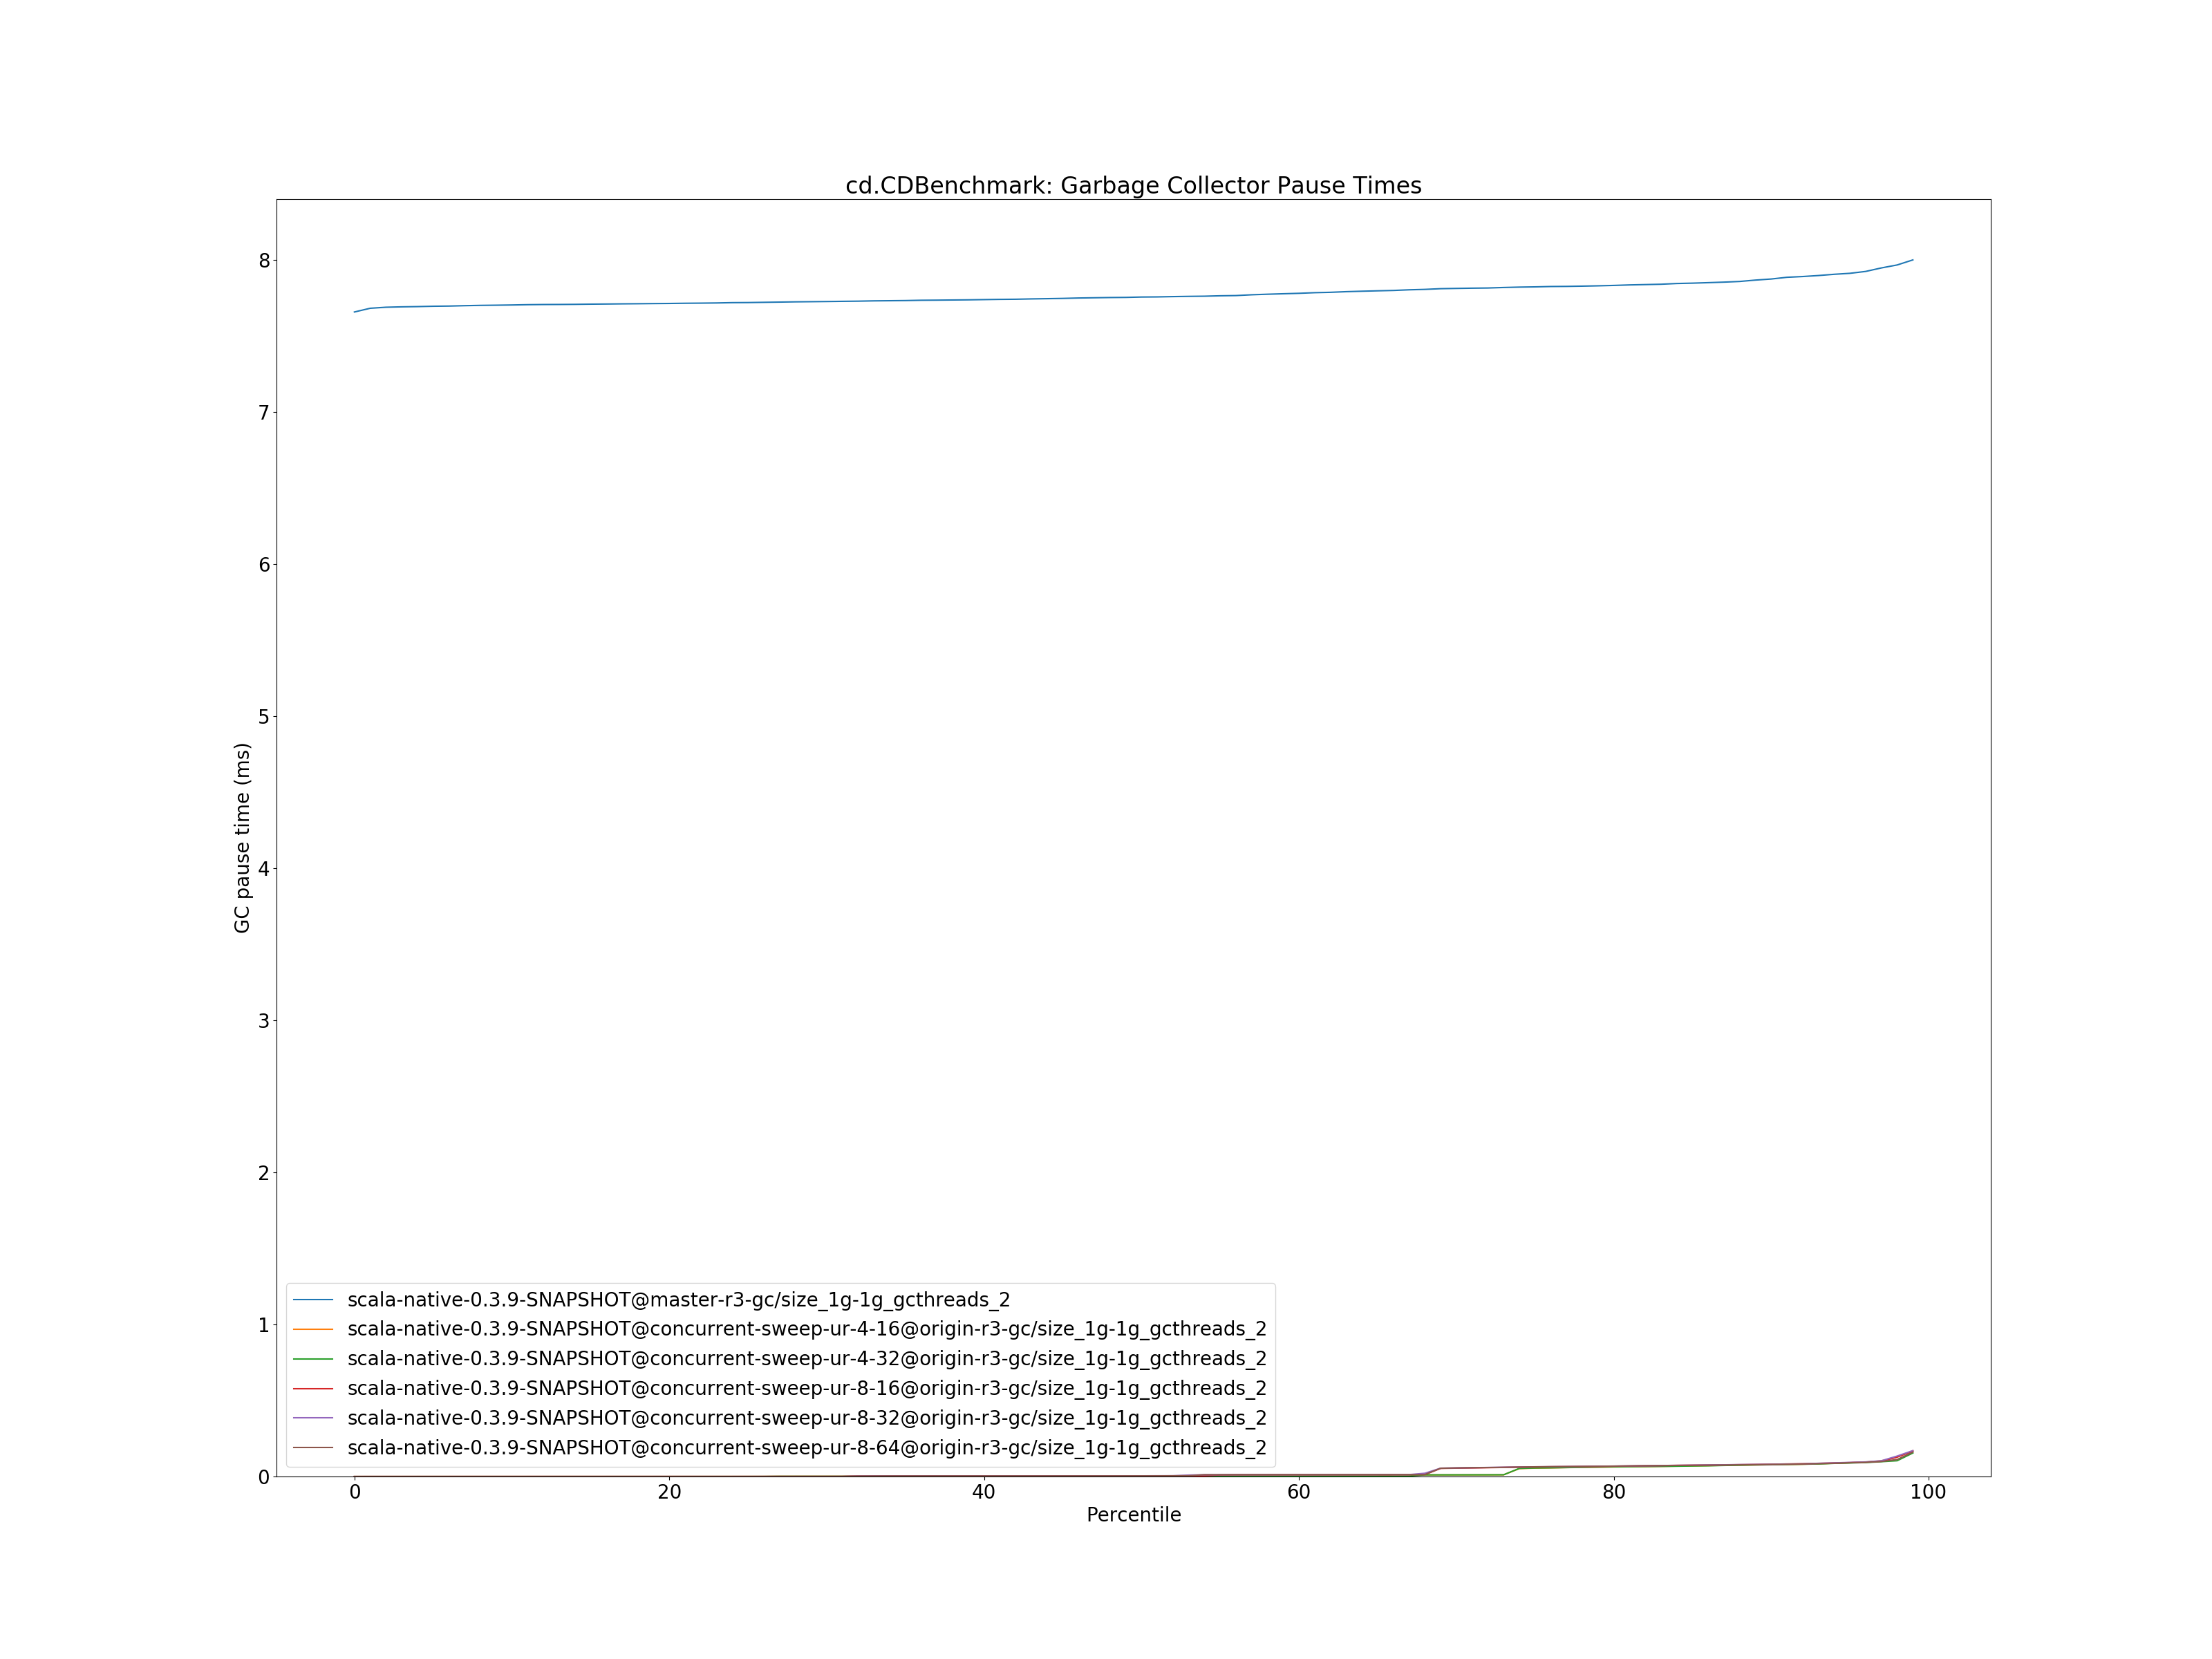 cd.CDBenchmark: Garbage Collector Pause Times
8
7
6
5
4
3
2
1
0
GC pause time (ms)
scala-native-0.3.9-SNAPSHOT@master-r3-gc/size_1g-1g_gcthreads_2
scala-native-0.3.9-SNAPSHOT@concurrent-sweep-ur-4-16@origin-r3-gc/size_1g-1g_gcthreads_2
scala-native-0.3.9-SNAPSHOT@concurrent-sweep-ur-4-32@origin-r3-gc/size_1g-1g_gcthreads_2
scala-native-0.3.9-SNAPSHOT@concurrent-sweep-ur-8-16@origin-r3-gc/size_1g-1g_gcthreads_2
scala-native-0.3.9-SNAPSHOT@concurrent-sweep-ur-8-32@origin-r3-gc/size_1g-1g_gcthreads_2
scala-native-0.3.9-SNAPSHOT@concurrent-sweep-ur-8-64@origin-r3-gc/size_1g-1g_gcthreads_2
0 20 40 60 80 100
Percentile